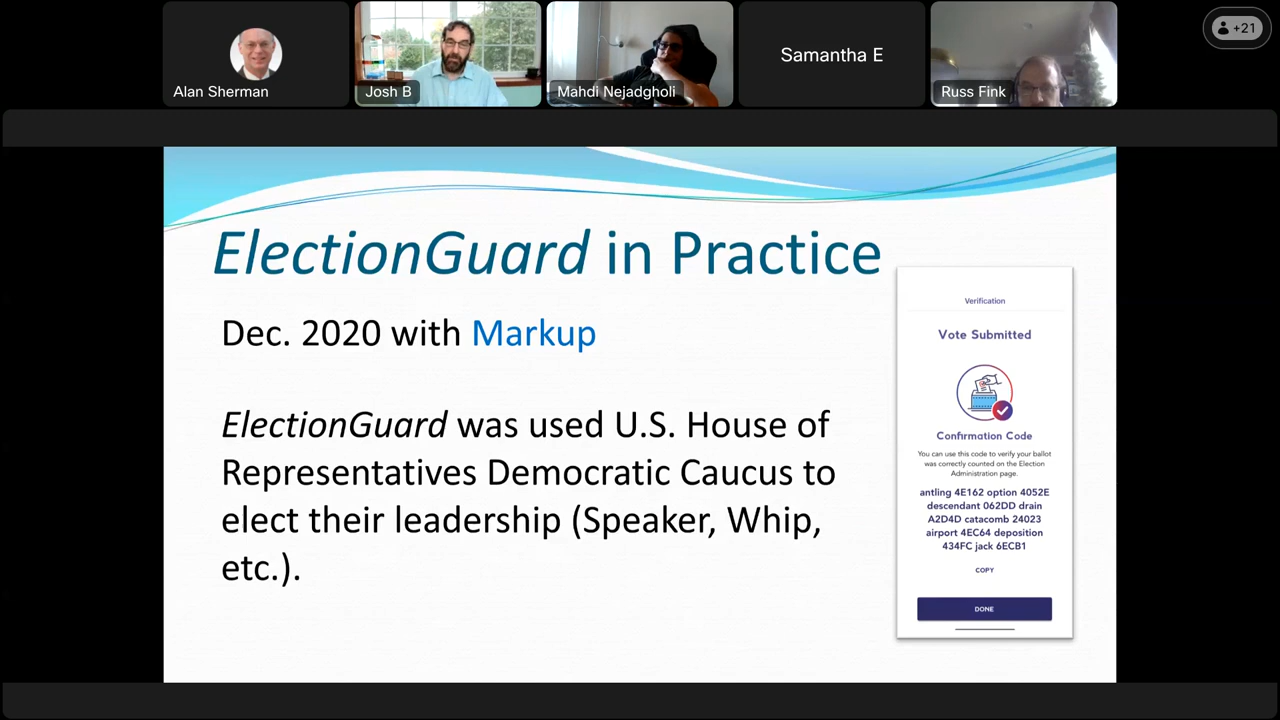 Alan Sherman
Josh B
Mahdi Nejadgholi
Samantha E
Russ Fink
+21
ElectionGuard in Practice
Dec. 2020 with Markup
ElectionGuard was used U.S. House of
Representatives Democratic Caucus to
elect their leadership (Speaker, Whip,
etc.).
Verification
Vote Submitted
Confirmation Code
You can use this code to verify your ballot
was correctly counted on the Election
Administration page.
antling 4E162 option 4052E
descendant 062DD drain
A2D4D catacomb 24023
airport 4EC64 deposition
434FC jack 6ECB1
COPY
DONE